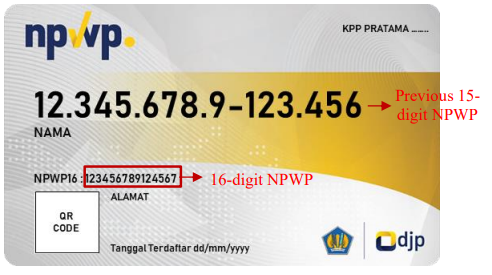 npwp.
KPP PRATAMA ........
12.345.678.9-123.456
Previous 15-
digit NPWP
NAMA
NPWP16 : 123456789124567
16-digit NPWP
ALAMAT
QR
CODE
Tanggal Terdaftar dd/mm/yyyy
djp